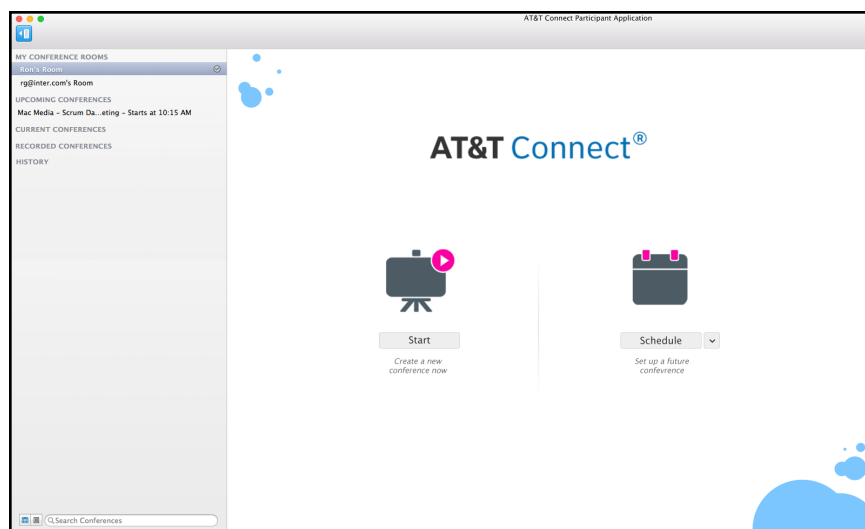 AT&T Connect Participant Application
MY CONFERENCE ROOMS
Ron's Room
rg@inter.com's Room
UPCOMING CONFERENCES
Mac Media - Scrum Da...eting - Starts at 10:15 AM
CURRENT CONFERENCES
RECORDED CONFERENCES
HISTORY
AT&T Connect®
Start
Create a new
conference now
Schedule
Set up a future
confevrence
Search Conferences